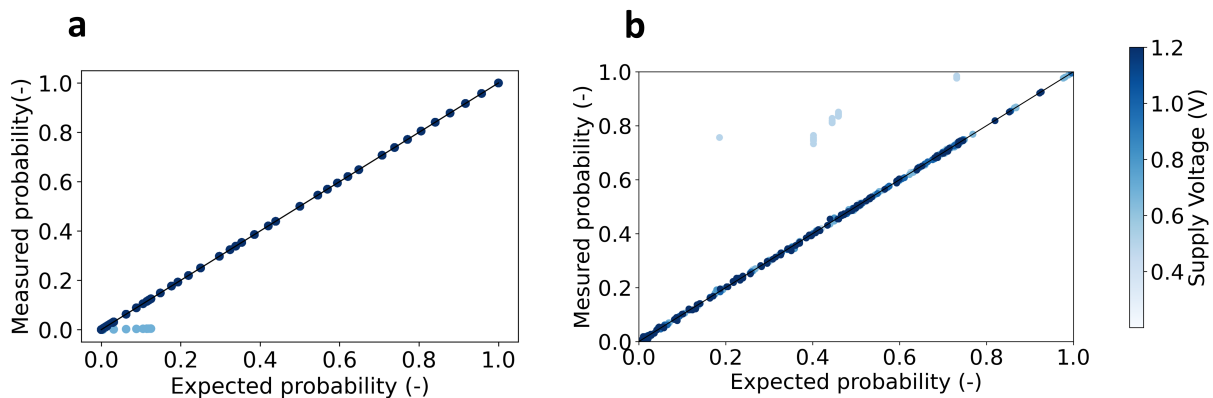 a
1.0
0.8
0.6
0.4
0.2
0.0
Measured probability(-)
0.0 0.2 0.4 0.6 0.8 1.0
Expected probability (-)
b
1.0
0.8
0.6
0.4
0.2
0.0
Mesured probability (-)
0.0 0.2 0.4 0.6 0.8 1.0
Expected probability (-)
1.2
1.0
0.8
0.6
0.4
Supply Voltage (V)